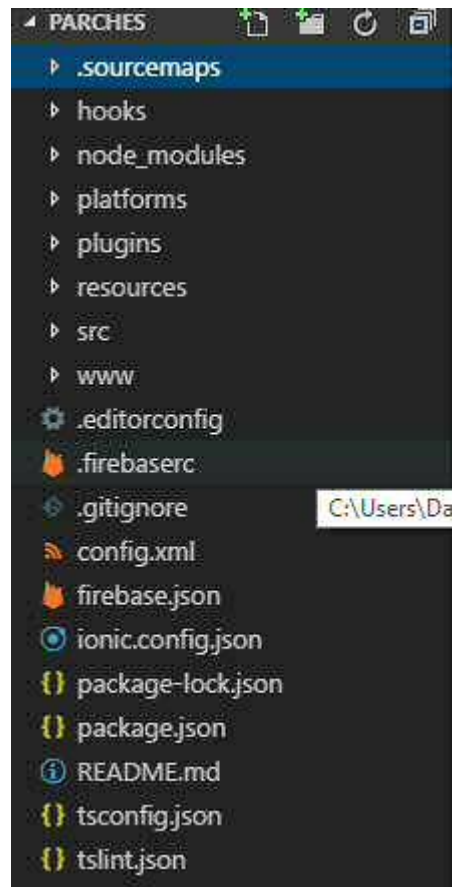 PARCHES
.sourcemaps
hooks
node_modules
platforms
plugins
resources
src
www
.editorconfig
.firebaserc
.gitignore
C:\Users\Da
config.xml
firebase.json
ionic.config.json
package-lock.json
package.json
README.md
tsconfig.json
tslint.json